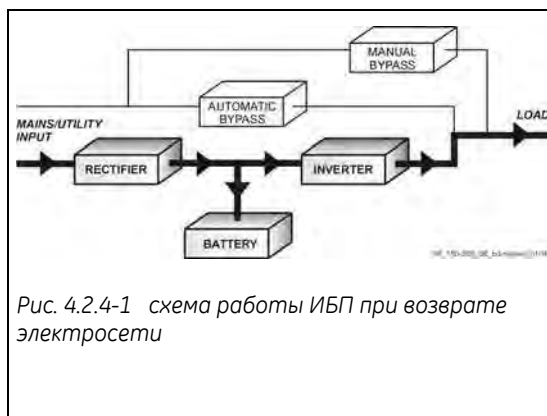 MANUAL
BYPASS
AUTOMATIC
BYPASS
LOAD
MAINS/UTILITY
INPUT
RECTIFIER
INVERTER
BATTERY
Рис. 4.2.4-1 схема работы ИБП при возврате
электросети